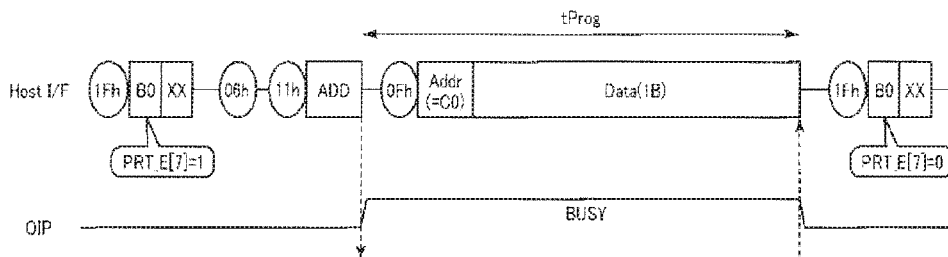 tProg
Host I/F 1Fh B0 XX 06h 11h ADD 0Fh Addr (=C0) Data(1B) 1Fh B0 XX
PRT_E[7]=1 PRT_E[7]=0
OIP BUSY